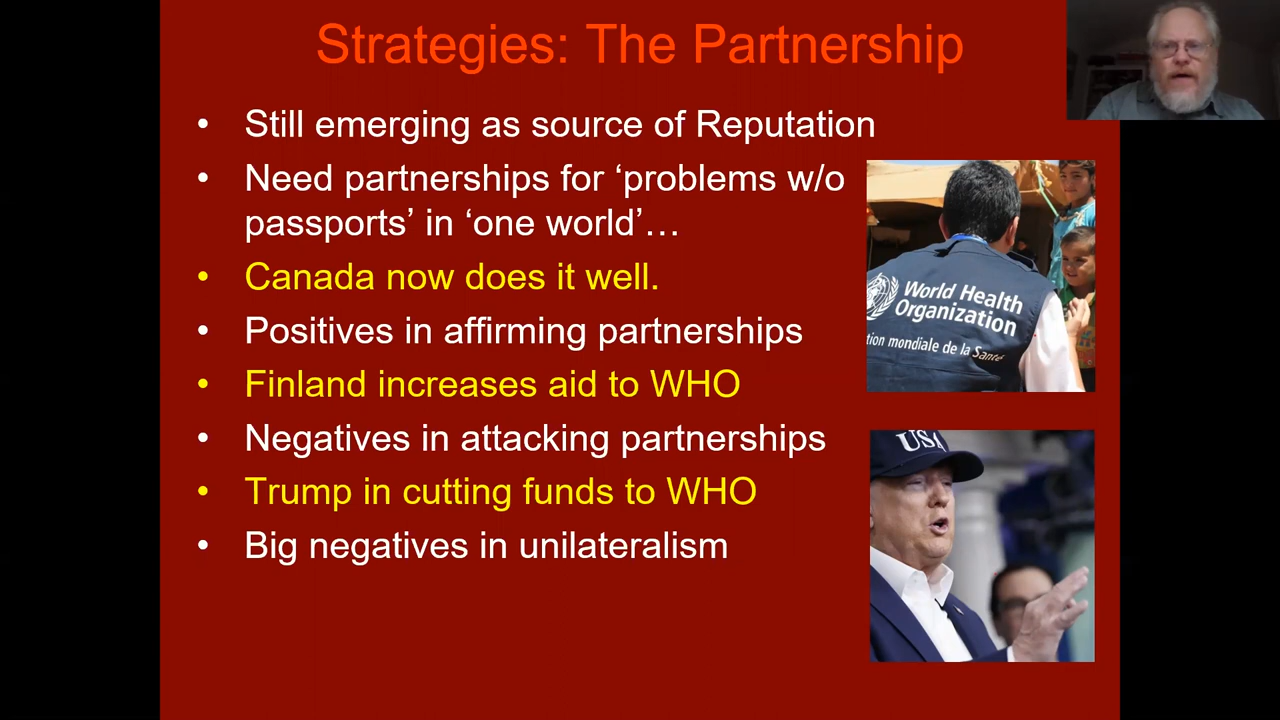 Strategies: The Partnership
• Still emerging as source of Reputation
• Need partnerships for ‘problems w/o
passports’ in ‘one world’…
• Canada now does it well.
• Positives in affirming partnerships
• Finland increases aid to WHO
• Negatives in attacking partnerships
• Trump in cutting funds to WHO
• Big negatives in unilateralism
World Health
Organization
tion mondiale de la Santé
USA